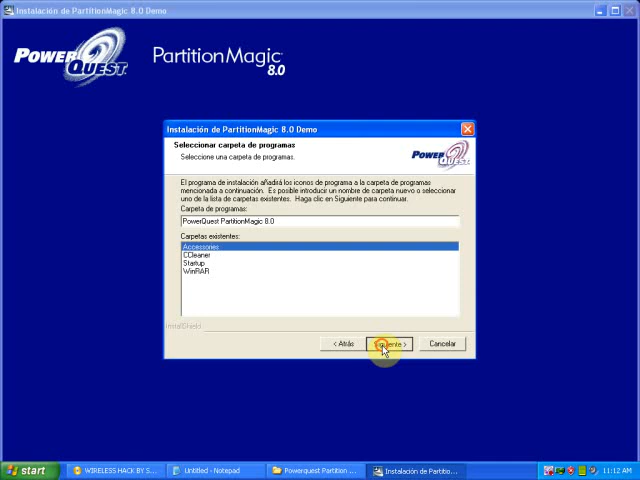 Instalación de PartitionMagic 8.0 Demo
POWERQUEST
PartitionMagic
8.0
Instalación de PartitionMagic 8.0 Demo
Seleccionar carpeta de programas
Seleccione una carpeta de programas.
POWERQUEST
El programa de instalación añadirá los iconos de programa a la carpeta de programas
mencionada a continuación. Es posible introducir un nombre de carpeta nuevo o seleccionar
uno de la lista de carpetas existentes. Haga clic en Siguiente para continuar.
Carpeta de programas:
PowerQuest PartitionMagic 8.0
Carpetas existentes:
Accessories
CCleaner
Startup
WinRAR
InstallShield
< Atrás Siguiente > Cancelar
start WIRELESS HACK BY S... Untitled - Notepad Powerquest Partition ... Instalación de Partitio... 11:12 AM